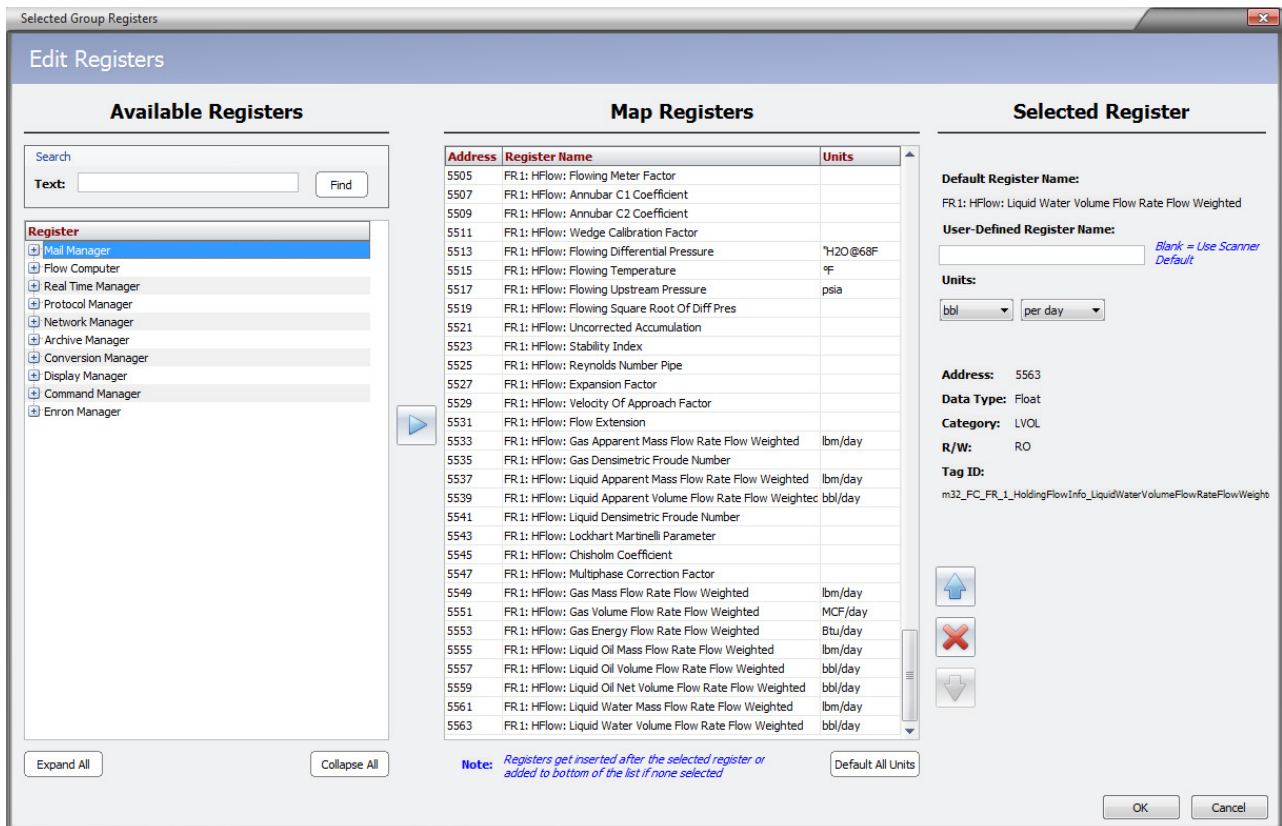 Selected Group Registers
Edit Registers
Available Registers
Search
Text:
Find
Register
Mail Manager
Flow Computer
Real Time Manager
Protocol Manager
Network Manager
Archive Manager
Conversion Manager
Display Manager
Command Manager
Enron Manager
Expand All
Collapse All
Map Registers
Address Register Name Units
5505 FR1: HFlow: Flowing Meter Factor
5507 FR1: HFlow: Annubar C1 Coefficient
5509 FR1: HFlow: Annubar C2 Coefficient
5511 FR1: HFlow: Wedge Calibration Factor
5513 FR1: HFlow: Flowing Differential Pressure "H2O@68F
5515 FR1: HFlow: Flowing Temperature °F
5517 FR1: HFlow: Flowing Upstream Pressure psia
5519 FR1: HFlow: Flowing Square Root Of Diff Pres
5521 FR1: HFlow: Uncorrected Accumulation
5523 FR1: HFlow: Stability Index
5525 FR1: HFlow: Reynolds Number Pipe
5527 FR1: HFlow: Expansion Factor
5529 FR1: HFlow: Velocity Of Approach Factor
5531 FR1: HFlow: Flow Extension
5533 FR1: HFlow: Gas Apparent Mass Flow Rate Flow Weighted lbm/day
5535 FR1: HFlow: Gas Densimetric Froude Number
5537 FR1: HFlow: Liquid Apparent Mass Flow Rate Flow Weighted lbm/day
5539 FR1: HFlow: Liquid Apparent Volume Flow Rate Flow Weighted bbl/day
5541 FR1: HFlow: Liquid Densimetric Froude Number
5543 FR1: HFlow: Lockhart Martinelli Parameter
5545 FR1: HFlow: Chisholm Coefficient
5547 FR1: HFlow: Multiphase Correction Factor
5549 FR1: HFlow: Gas Mass Flow Rate Flow Weighted lbm/day
5551 FR1: HFlow: Gas Volume Flow Rate Flow Weighted MCF/day
5553 FR1: HFlow: Gas Energy Flow Rate Flow Weighted Btu/day
5555 FR1: HFlow: Liquid Oil Mass Flow Rate Flow Weighted lbm/day
5557 FR1: HFlow: Liquid Oil Volume Flow Rate Flow Weighted bbl/day
5559 FR1: HFlow: Liquid Oil Net Volume Flow Rate Flow Weighted bbl/day
5561 FR1: HFlow: Liquid Water Mass Flow Rate Flow Weighted lbm/day
5563 FR1: HFlow: Liquid Water Volume Flow Rate Flow Weighted bbl/day
Note: Registers get inserted after the selected register or
added to bottom of the list if none selected
Default All Units
Selected Register
Default Register Name:
FR1: HFlow: Liquid Water Volume Flow Rate Flow Weighted
User-Defined Register Name:
Blank = Use Scanner
Default
Units:
bbl per day
Address: 5563
Data Type: Float
Category: LVOL
R/W: RO
Tag ID:
m32_FC_FR_1_HoldingFlowInfo_LiquidWaterVolumeFlowRateFlowWeight
OK Cancel